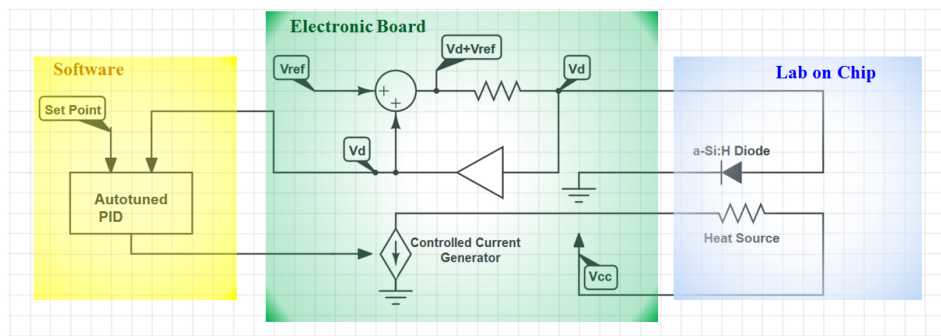 Electronic Board
Software
Lab on Chip
Vd+Vref
Vref
Vd
+
+
Set Point
Vd
a-Si:H Diode
Autotuned
PID
Heat Source
Controlled Current
Generator
Vcc